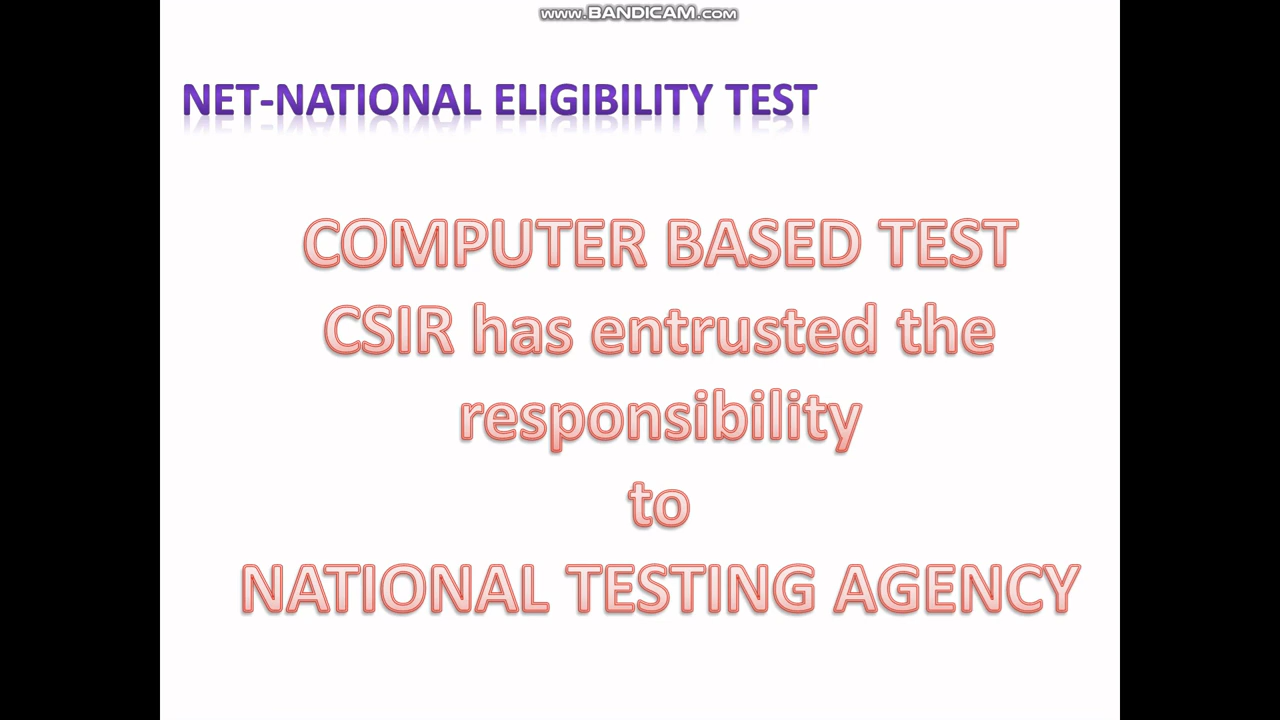 www.BANDICAM.com
NET-NATIONAL ELIGIBILITY TEST
COMPUTER BASED TEST
CSIR has entrusted the
responsibility
to
NATIONAL TESTING AGENCY